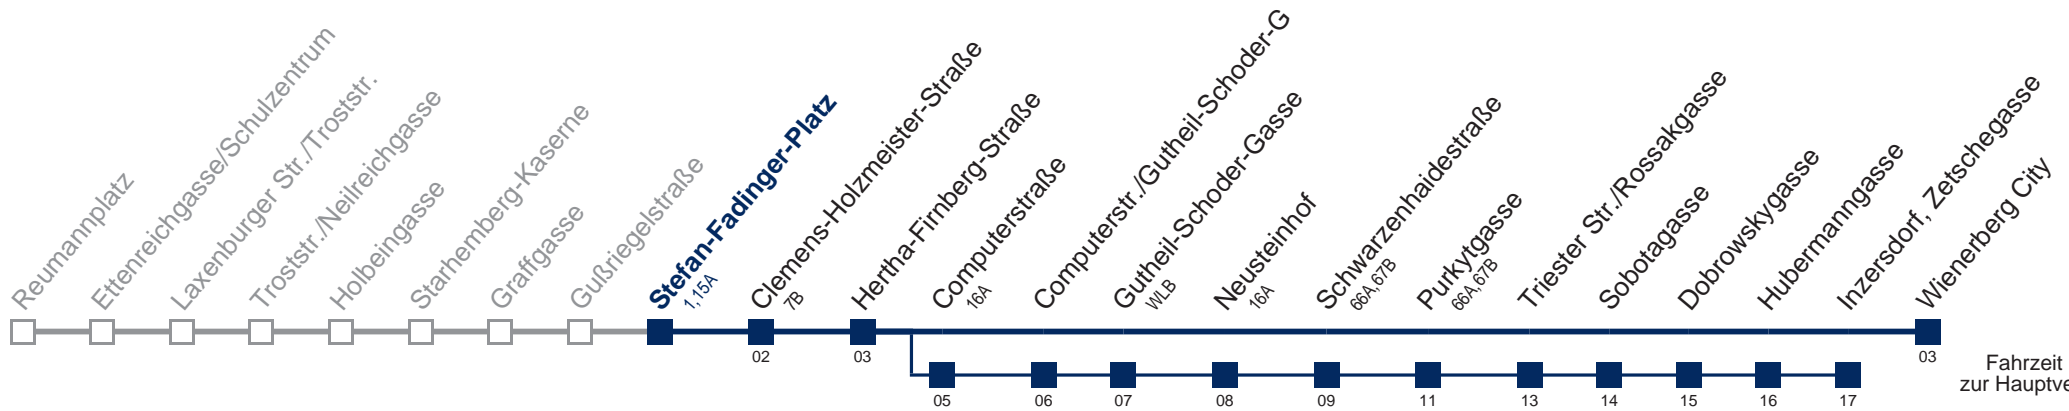 Reumannplatz
Ettenreichgasse/Schulzentrum
Laxenburger Str./Troststr.
Troststr./Neilreichgasse
Holbeingasse
Starhemberg-Kaserne
Graffgasse
Gußriegelstraße
Stefan-Fadinger-Platz
1,15A
Clemens-Holzmeister-Straße
7B
Hertha-Firnberg-Straße
Computerstraße
16A
Computerstr./Gutheil-Schoder-G
Gutheil-Schoder-Gasse
WLB
Neusteinhof
16A
Schwarzenhaidestraße
66A,67B
Purkytgasse
66A,67B
Triester Str./Rossakgasse
Sobotagasse
Dobrowskygasse
Hubermanngasse
Inzersdorf, Zetschegasse
Wienerberg City
02
03
03
05
06
07
08
09
11
13
14
15
16
17
Fahrzeit
zur Hauptve